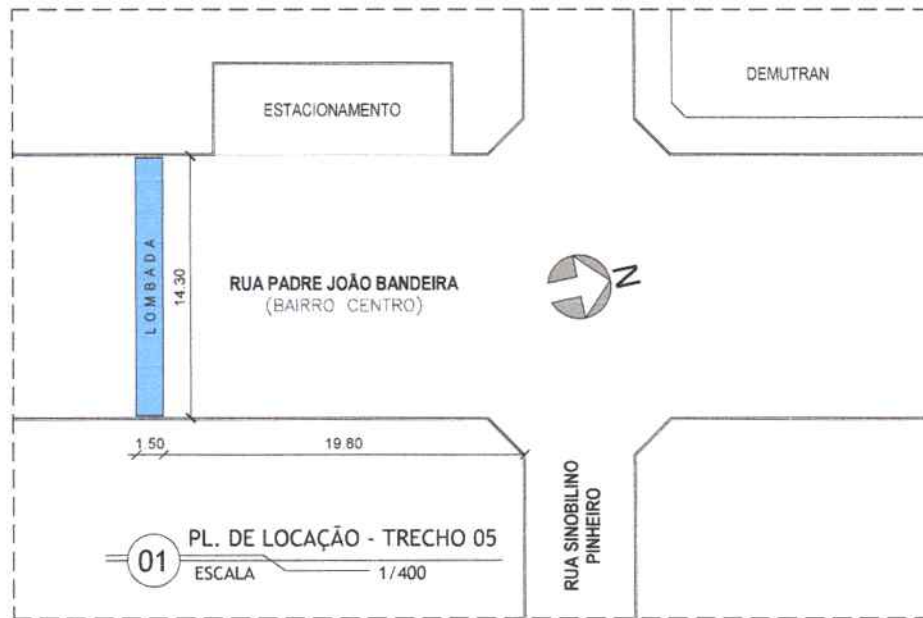 ESTACIONAMENTO
DEMUTRAN
LOMBADA
14.30
RUA PADRE JOÃO BANDEIRA
(BAIRRO CENTRO)
N
1.50
19.80
RUA SINOBILINO
PINHEIRO
01
PL. DE LOCAÇÃO - TRECHO 05
ESCALA
1/400